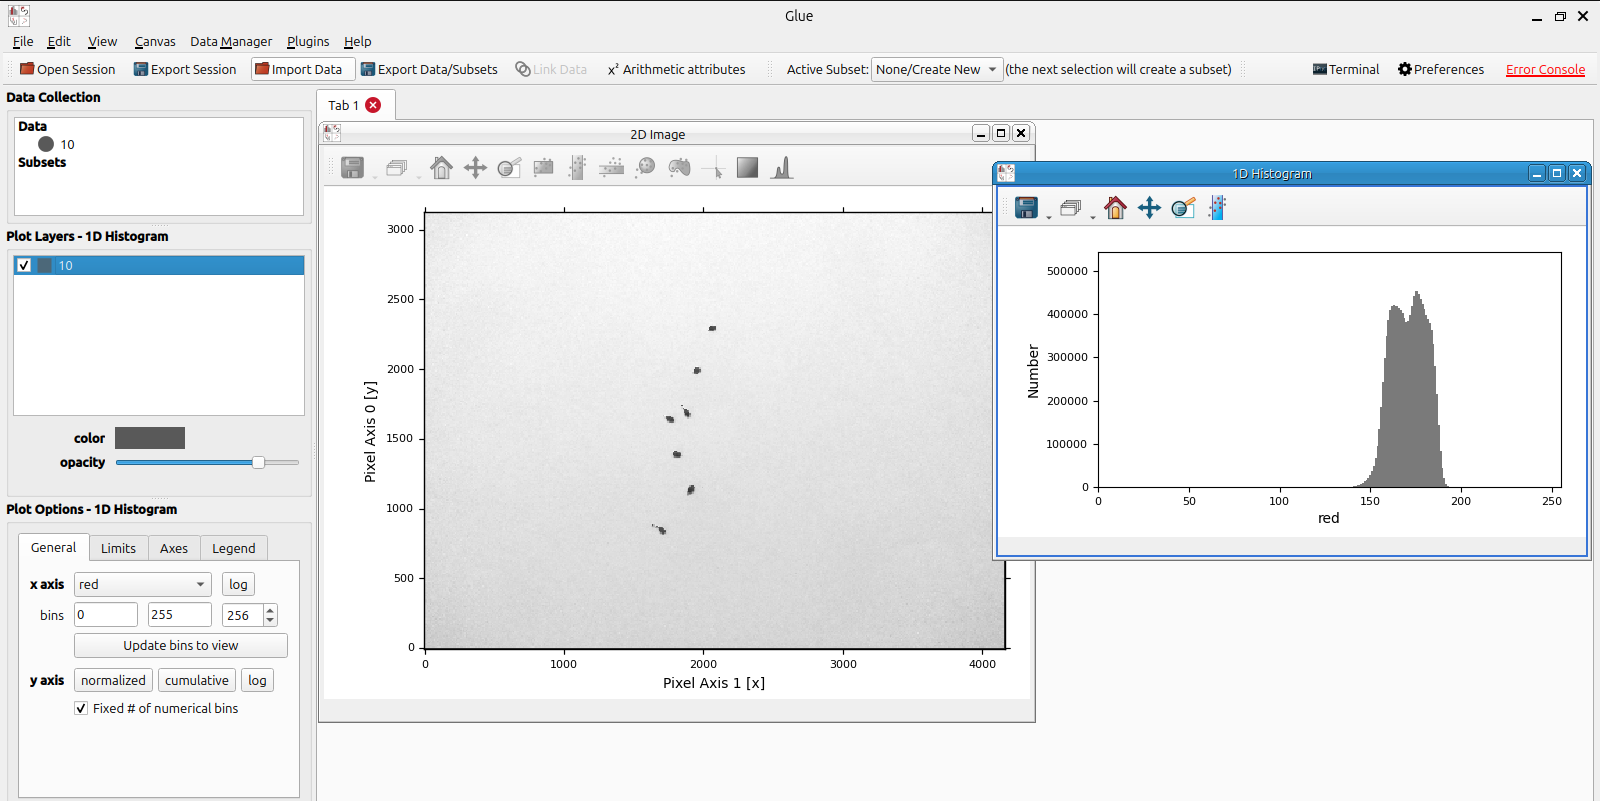 Glue
File Edit View Canvas Data Manager Plugins Help
Open Session Export Session Import Data Export Data/Subsets Link Data x² Arithmetic attributes Active Subset: None/Create New (the next selection will create a subset) Terminal Preferences Error Console
Data Collection
Data
10
Subsets
Plot Layers - 1D Histogram
10
color
opacity
Plot Options - 1D Histogram
General Limits Axes Legend
x axis red log
bins 0 255 256
Update bins to view
y axis normalized cumulative log
Fixed # of numerical bins
Tab 1
2D Image
3000
2500
2000
1500
1000
500
0
Pixel Axis 0 [y]
0 1000 2000 3000 4000
Pixel Axis 1 [x]
1D Histogram
500000
400000
300000
200000
100000
0
Number
0 50 100 150 200 250
red